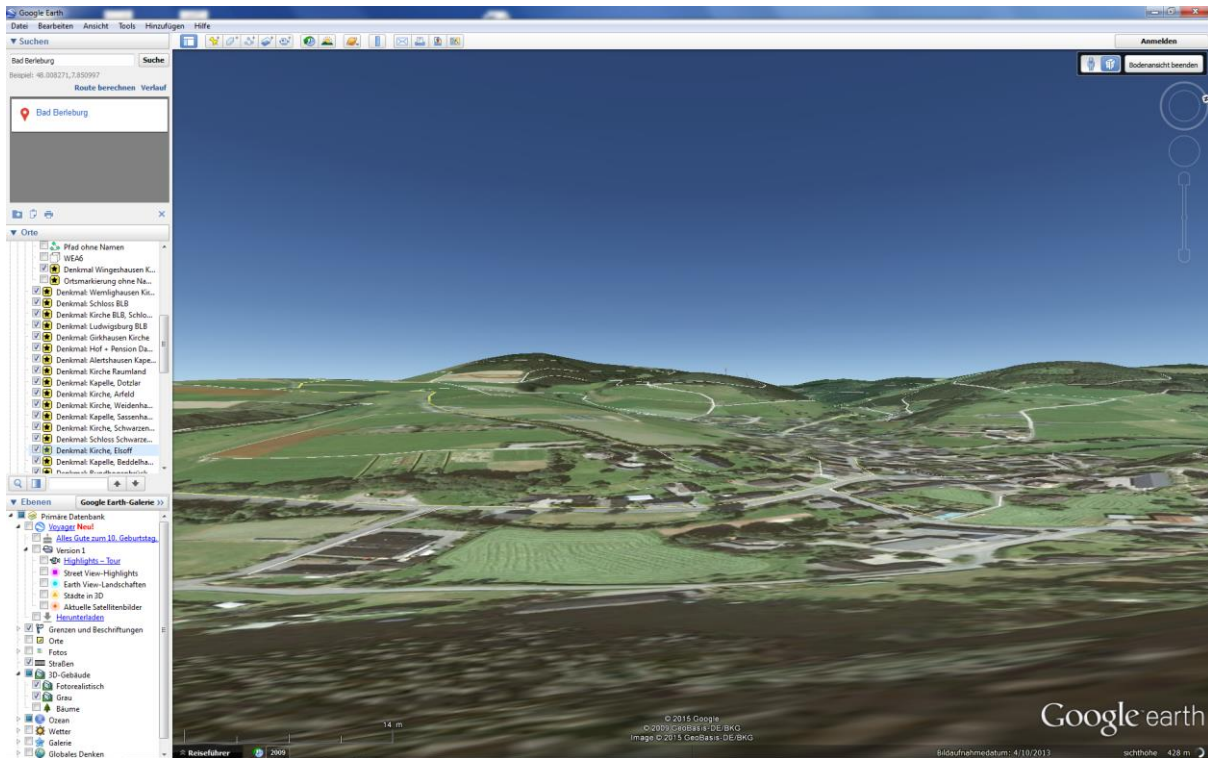 Google Earth
Datei Bearbeiten Ansicht Tools Hinzufügen Hilfe
Suchen
Bad Berleburg Suche
Beispiel: 48.008271,7.850997
Route berechnen Verlauf
Bad Berleburg
Anmelden
Bodenansicht beenden
Orte
Pfad ohne Namen
WEA6
Denkmal Wingeshausen K...
Ortsmarkierung ohne Na...
Denkmal: Wemlighausen Kir...
Denkmal: Schloss BLB
Denkmal: Kirche BLB, Schlo...
Denkmal: Ludwigsburg BLB
Denkmal: Girkhausen Kirche
Denkmal: Hof + Pension Da...
Denkmal: Alertshausen Kape...
Denkmal: Kirche Raumland
Denkmal: Kapelle, Dotzlar
Denkmal: Kirche, Arfeld
Denkmal: Kirche, Weidenha...
Denkmal: Kapelle, Sassenha...
Denkmal: Kirche, Schwarzen...
Denkmal: Schloss Schwarze...
Denkmal: Kirche, Elsoff
Denkmal: Kapelle, Beddelha...
Ebenen Google Earth-Galerie >>
Primäre Datenbank
Voyager Neu!
Alles Gute zum 10. Geburtstag,
Version 1
Highlights – Tour
Street View-Highlights
Earth View-Landschaften
Städte in 3D
Aktuelle Satellitenbilder
Herunterladen
Grenzen und Beschriftungen
Orte
Fotos
Straßen
3D-Gebäude
Fotorealistisch
Grau
Bäume
Ozean
Wetter
Galerie
Globales Denken
14 m
© 2015 Google
© 2009 GeoBasis-DE/BKG
Image © 2015 GeoBasis-DE/BKG
Google earth
Reiseführer 2009
Bildaufnahmedatum: 4/10/2013 sichthöhe 428 m